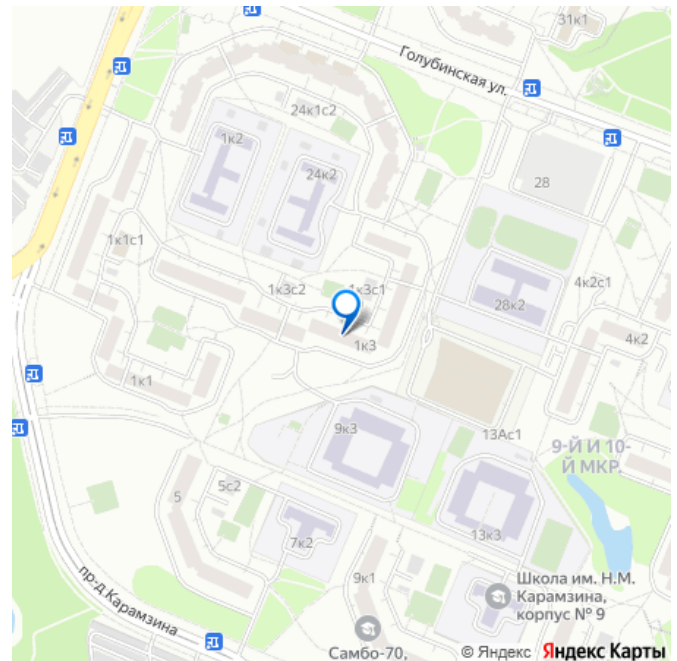 31к1
Голубинская ул.
24к1с2
1к2
24к2
28
1к1с1
1к3с2
1к3с1
4к2с1
28к2
4к2
1к3
1к1
9к3
13Ас1
9-Й И 10-
Й МКР.
5
5с2
7к2
13к3
пр-д Карамзина
9к1
Школа им. Н.М.
Карамзина,
корпус № 9
Самбо-70,
© Яндекс Яндекс Карты